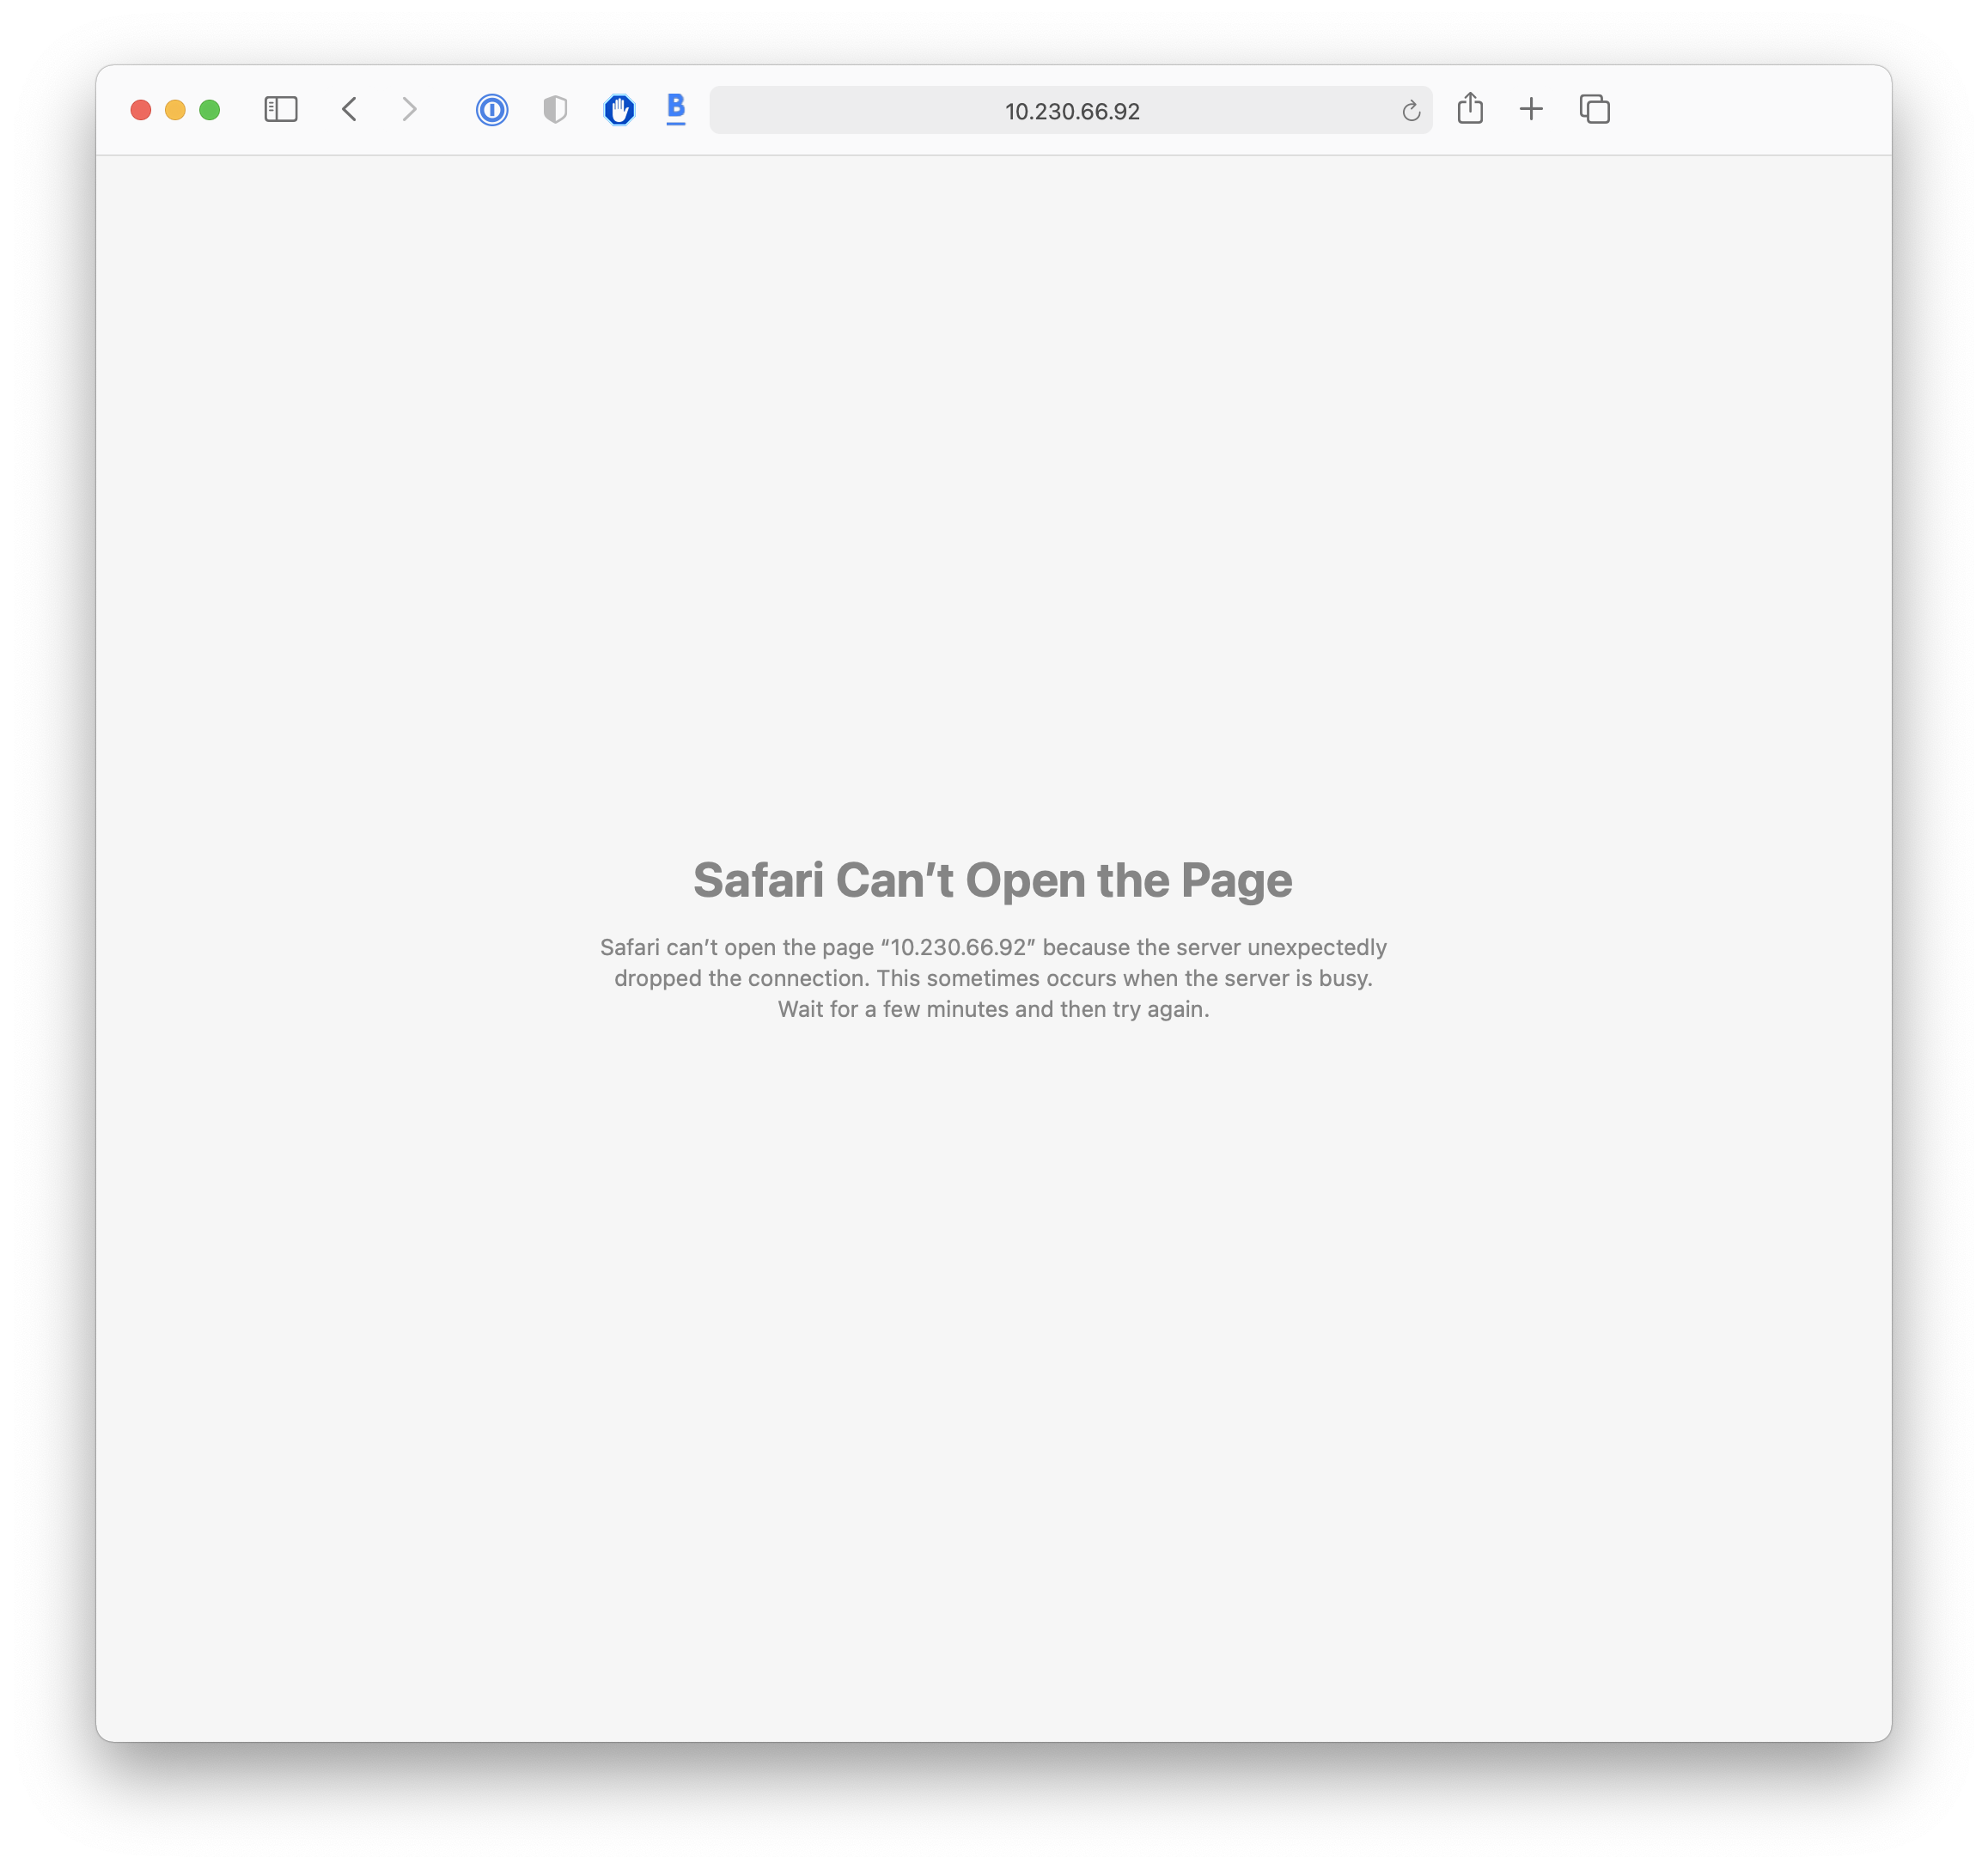 B
10.230.66.92
Safari Can’t Open the Page
Safari can’t open the page “10.230.66.92” because the server unexpectedly
dropped the connection. This sometimes occurs when the server is busy.
Wait for a few minutes and then try again.